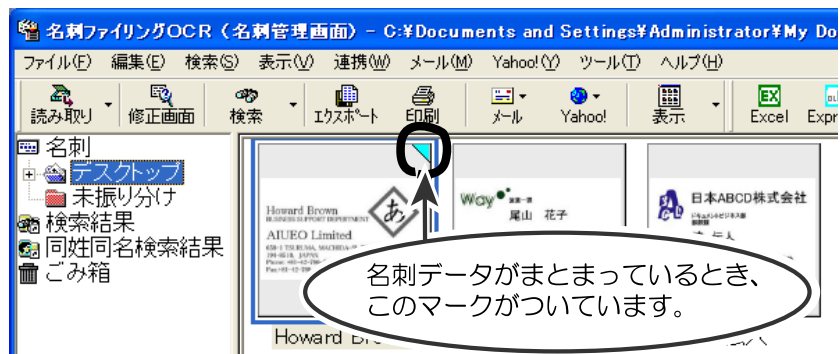 名刺ファイリングOCR（名刺管理画面） - C:¥Documents and Settings¥Administrator¥My Do
ファイル(F) 編集(E) 検索(S) 表示(V) 連携(W) メール(M) Yahoo!(Y) ツール(T) ヘルプ(H)
読み取り 修正画面 検索 エクスポート 印刷 メール Yahoo! 表示 Excel Expr
名刺
デスクトップ
未振り分け
検索結果
同姓同名検索結果
ごみ箱
Howard Brown
BUSINESS SUPPORT DEPARTMENT
あ
AIUEO Limited
Way
尾山 花子
日本ABCD株式会社
名刺データがまとまっているとき、
このマークがついています。
Howard